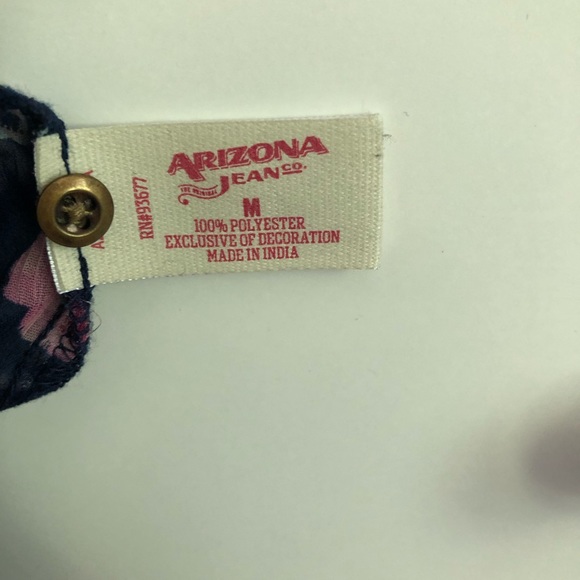 ARIZONA
THE ORIGINAL JEAN CO.
M
100% POLYESTER
EXCLUSIVE OF DECORATION
MADE IN INDIA
RN#93677